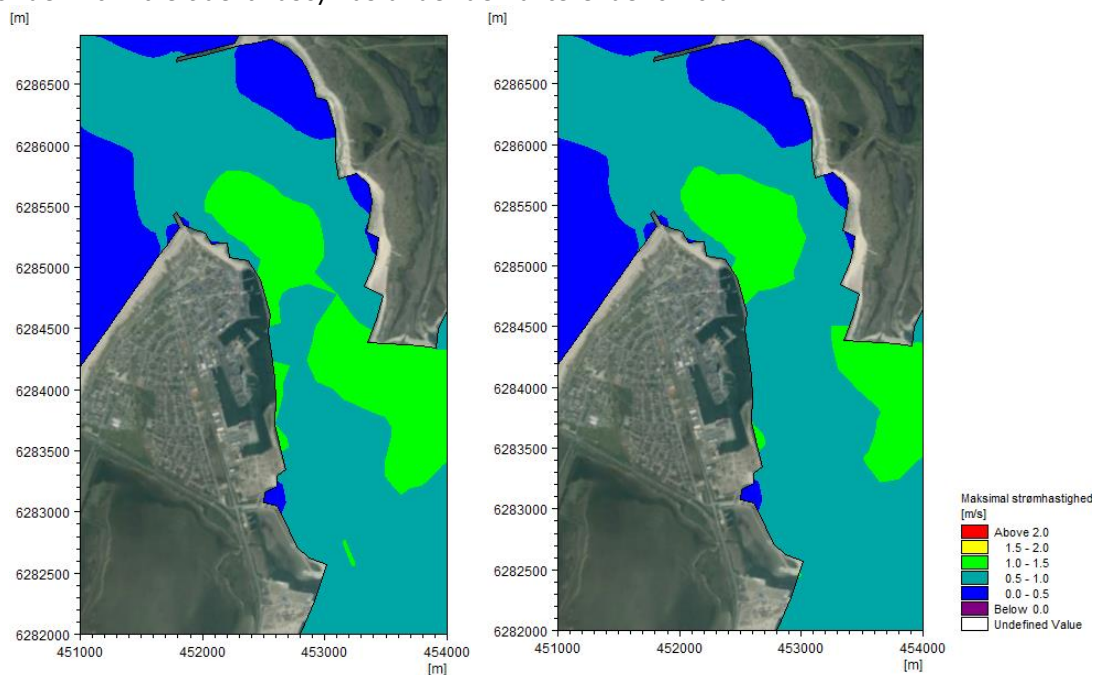 [m]
6286500
6286000
6285500
6285000
6284500
6284000
6283500
6283000
6282500
6282000
451000 452000 453000 454000
[m]
[m]
6286500
6286000
6285500
6285000
6284500
6284000
6283500
6283000
6282500
6282000
451000 452000 453000 454000
[m]
Maksimal strømhastighed
[m/s]
Above 2.0
1.5 - 2.0
1.0 - 1.5
0.5 - 1.0
0.0 - 0.5
Below 0.0
Undefined Value